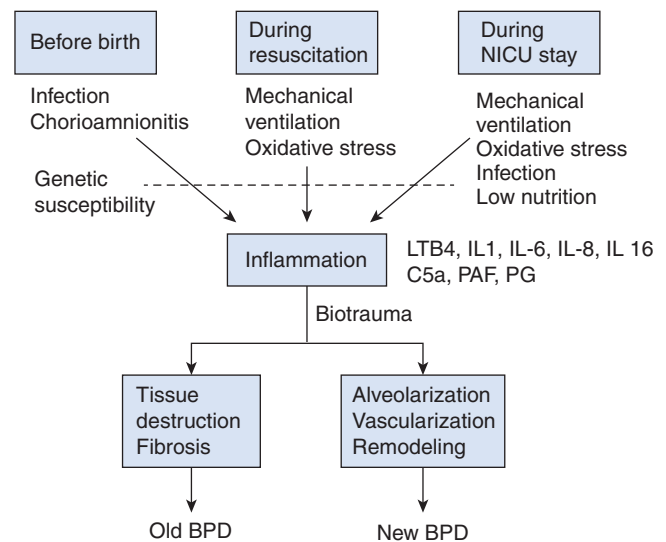 Before birth
During
resuscitation
During
NICU stay
Infection
Chorioamnionitis
Mechanical
ventilation
Oxidative stress
Mechanical
ventilation
Oxidative stress
Infection
Low nutrition
Genetic
susceptibility
Inflammation
LTB4, IL1, IL-6, IL-8, IL 16
C5a, PAF, PG
Biotrauma
Tissue
destruction
Fibrosis
Alveolarization
Vascularization
Remodeling
Old BPD
New BPD